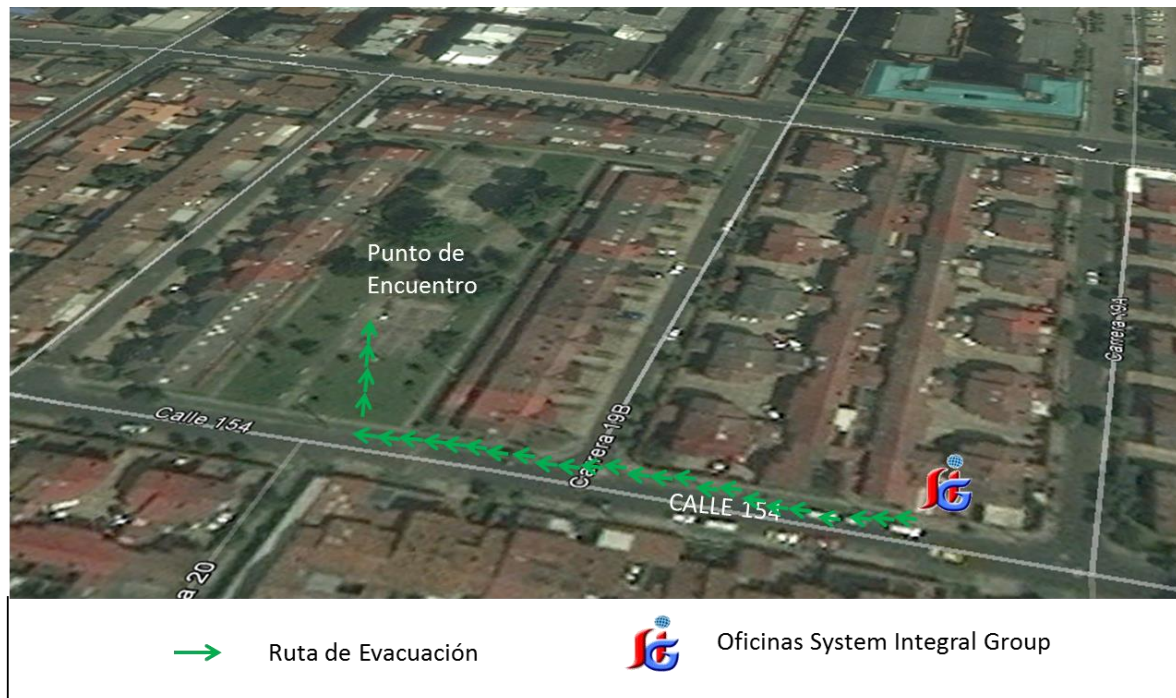 Punto de
Encuentro
Calle 154
Carrera 19B
CALLE 154
Carrera 19A
a 20
Ruta de Evacuación
Oficinas System Integral Group